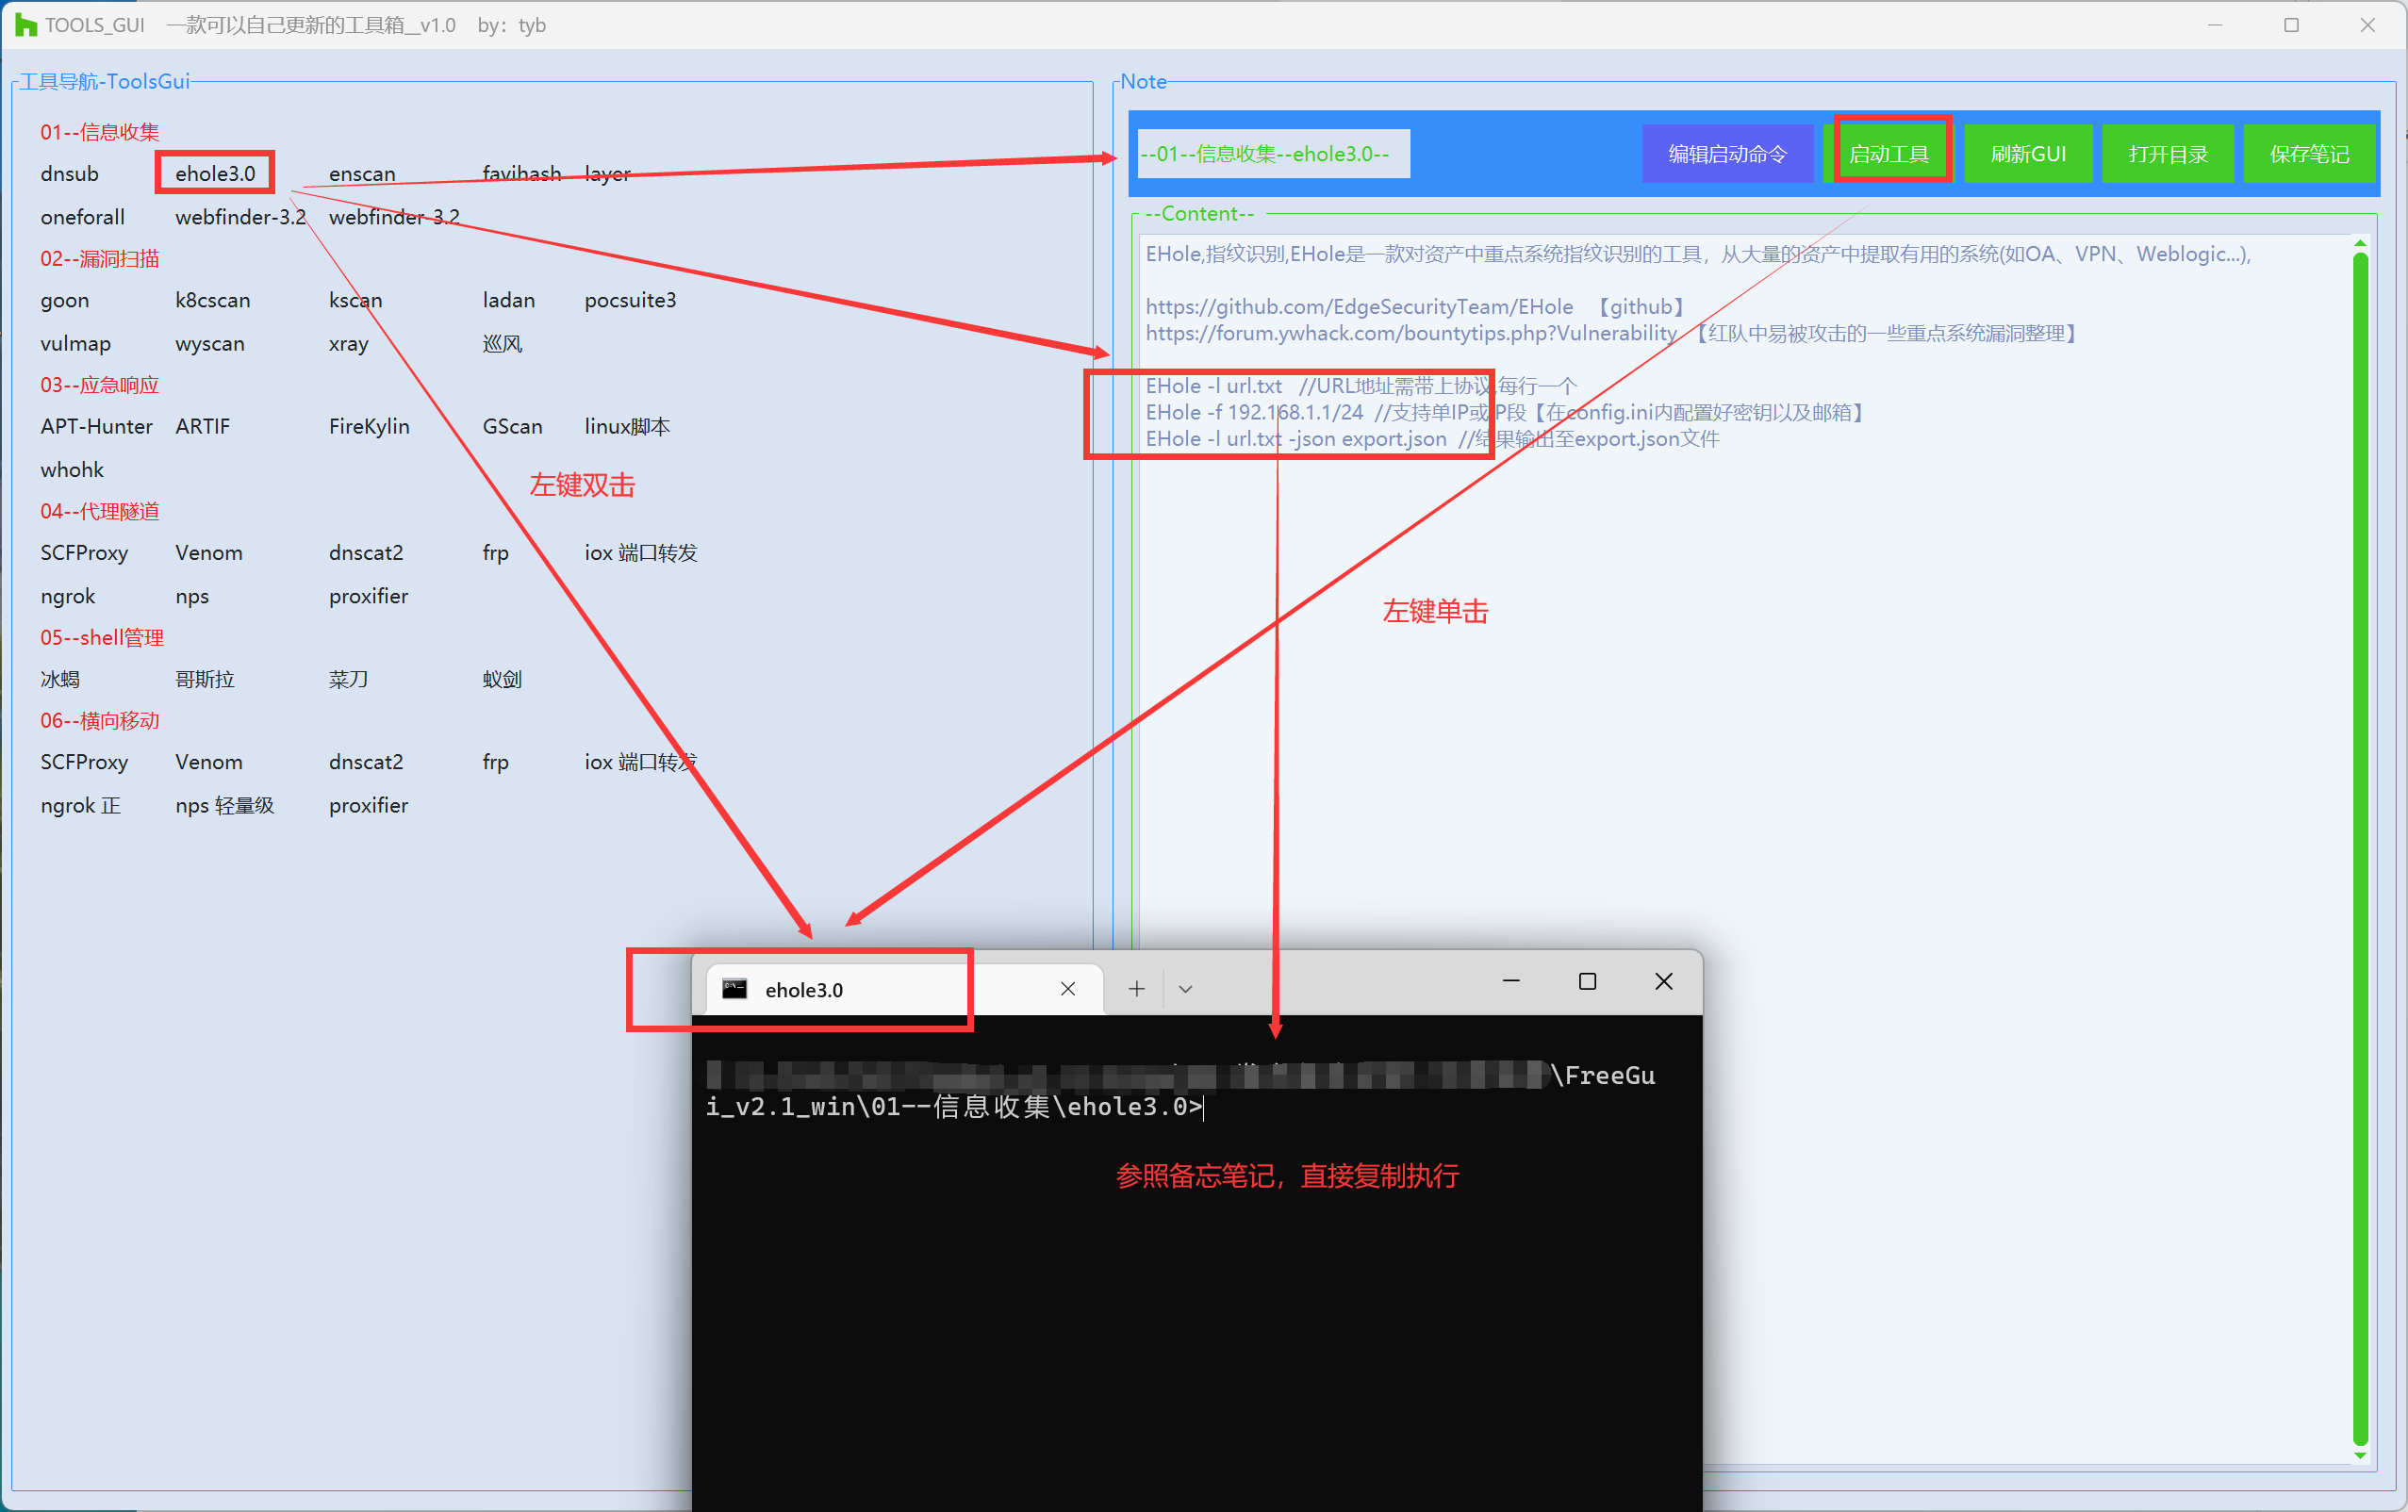 TOOLS_GUI 一款可以自己更新的工具箱__v1.0 by：tyb
工具导航-ToolsGui
01--信息收集
dnsub ehole3.0 enscan favihash layer
oneforall webfinder-3.2 webfinder-3.2
02--漏洞扫描
goon k8cscan kscan ladan pocsuite3
vulmap wyscan xray 巡风
03--应急响应
APT-Hunter ARTIF FireKylin GScan linux脚本
whohk
左键双击
04--代理隧道
SCFProxy Venom dnscat2 frp iox 端口转发
ngrok nps proxifier
05--shell管理
冰蝎 哥斯拉 菜刀 蚁剑
06--横向移动
SCFProxy Venom dnscat2 frp iox 端口转发
ngrok 正 nps 轻量级 proxifier
Note
--01--信息收集--ehole3.0-- 编辑启动命令 启动工具 刷新GUI 打开目录 保存笔记
--Content--
EHole,指纹识别,EHole是一款对资产中重点系统指纹识别的工具，从大量的资产中提取有用的系统(如OA、VPN、Weblogic...),
https://github.com/EdgeSecurityTeam/EHole 【github】
https://forum.ywhack.com/bountytips.php?Vulnerability 【红队中易被攻击的一些重点系统漏洞整理】
EHole -l url.txt //URL地址需带上协议,每行一个
EHole -f 192.168.1.1/24 //支持单IP或IP段【在config.ini内配置好密钥以及邮箱】
EHole -l url.txt -json export.json //结果输出至export.json文件
左键单击
ehole3.0
\FreeGu
i_v2.1_win\01--信息收集\ehole3.0>
参照备忘笔记，直接复制执行